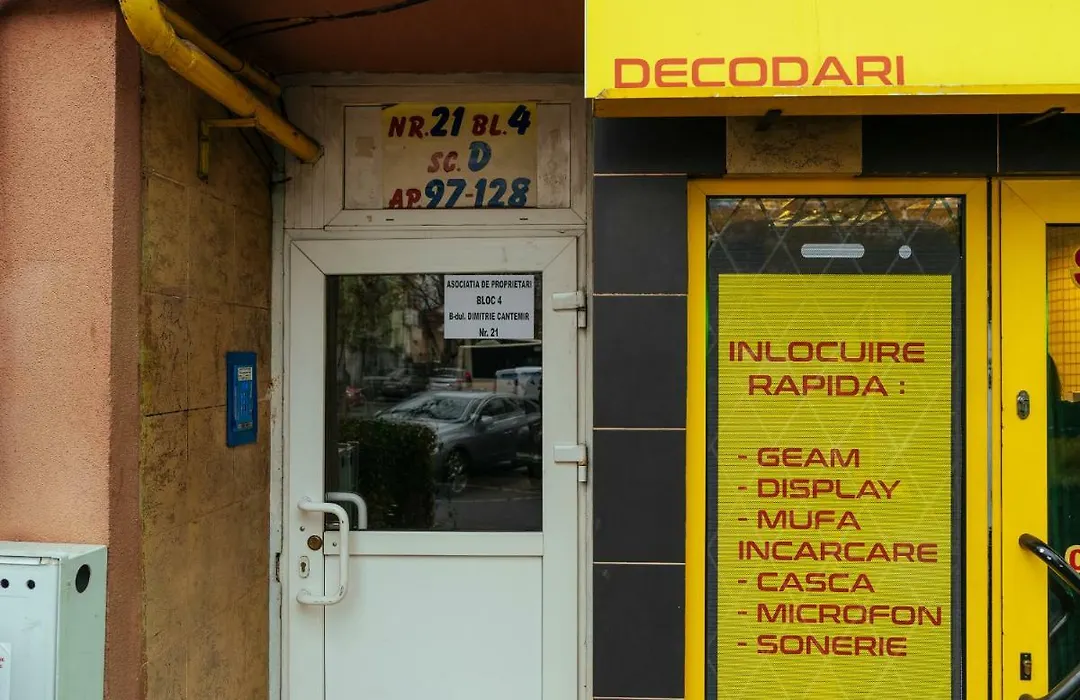 NR.21 BL.4
SC.D
AP 97-128
ASOCIATIA DE PROPRIETARI
BLOC 4
B-dul. DIMITRIE CANTEMIR
Nr. 21
DECODARI
INLOCUIRE
RAPIDA :
- GEAM
- DISPLAY
- MUFA
INCARCARE
- CASCA
- MICROFON
- SONERIE